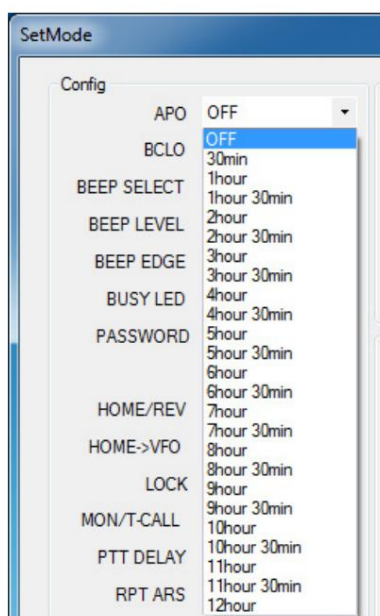 SetMode
Config
APO OFF
OFF
30min
BCLO
1hour
BEEP SELECT
1hour 30min
2hour
BEEP LEVEL
2hour 30min
3hour
BEEP EDGE
3hour 30min
BUSY LED
4hour
4hour 30min
PASSWORD
5hour
5hour 30min
6hour
6hour 30min
HOME/REV
7hour
7hour 30min
HOME->VFO
8hour
8hour 30min
LOCK
9hour
9hour 30min
MON/T-CALL
10hour
PTT DELAY
10hour 30min
11hour
RPT ARS
11hour 30min
12hour